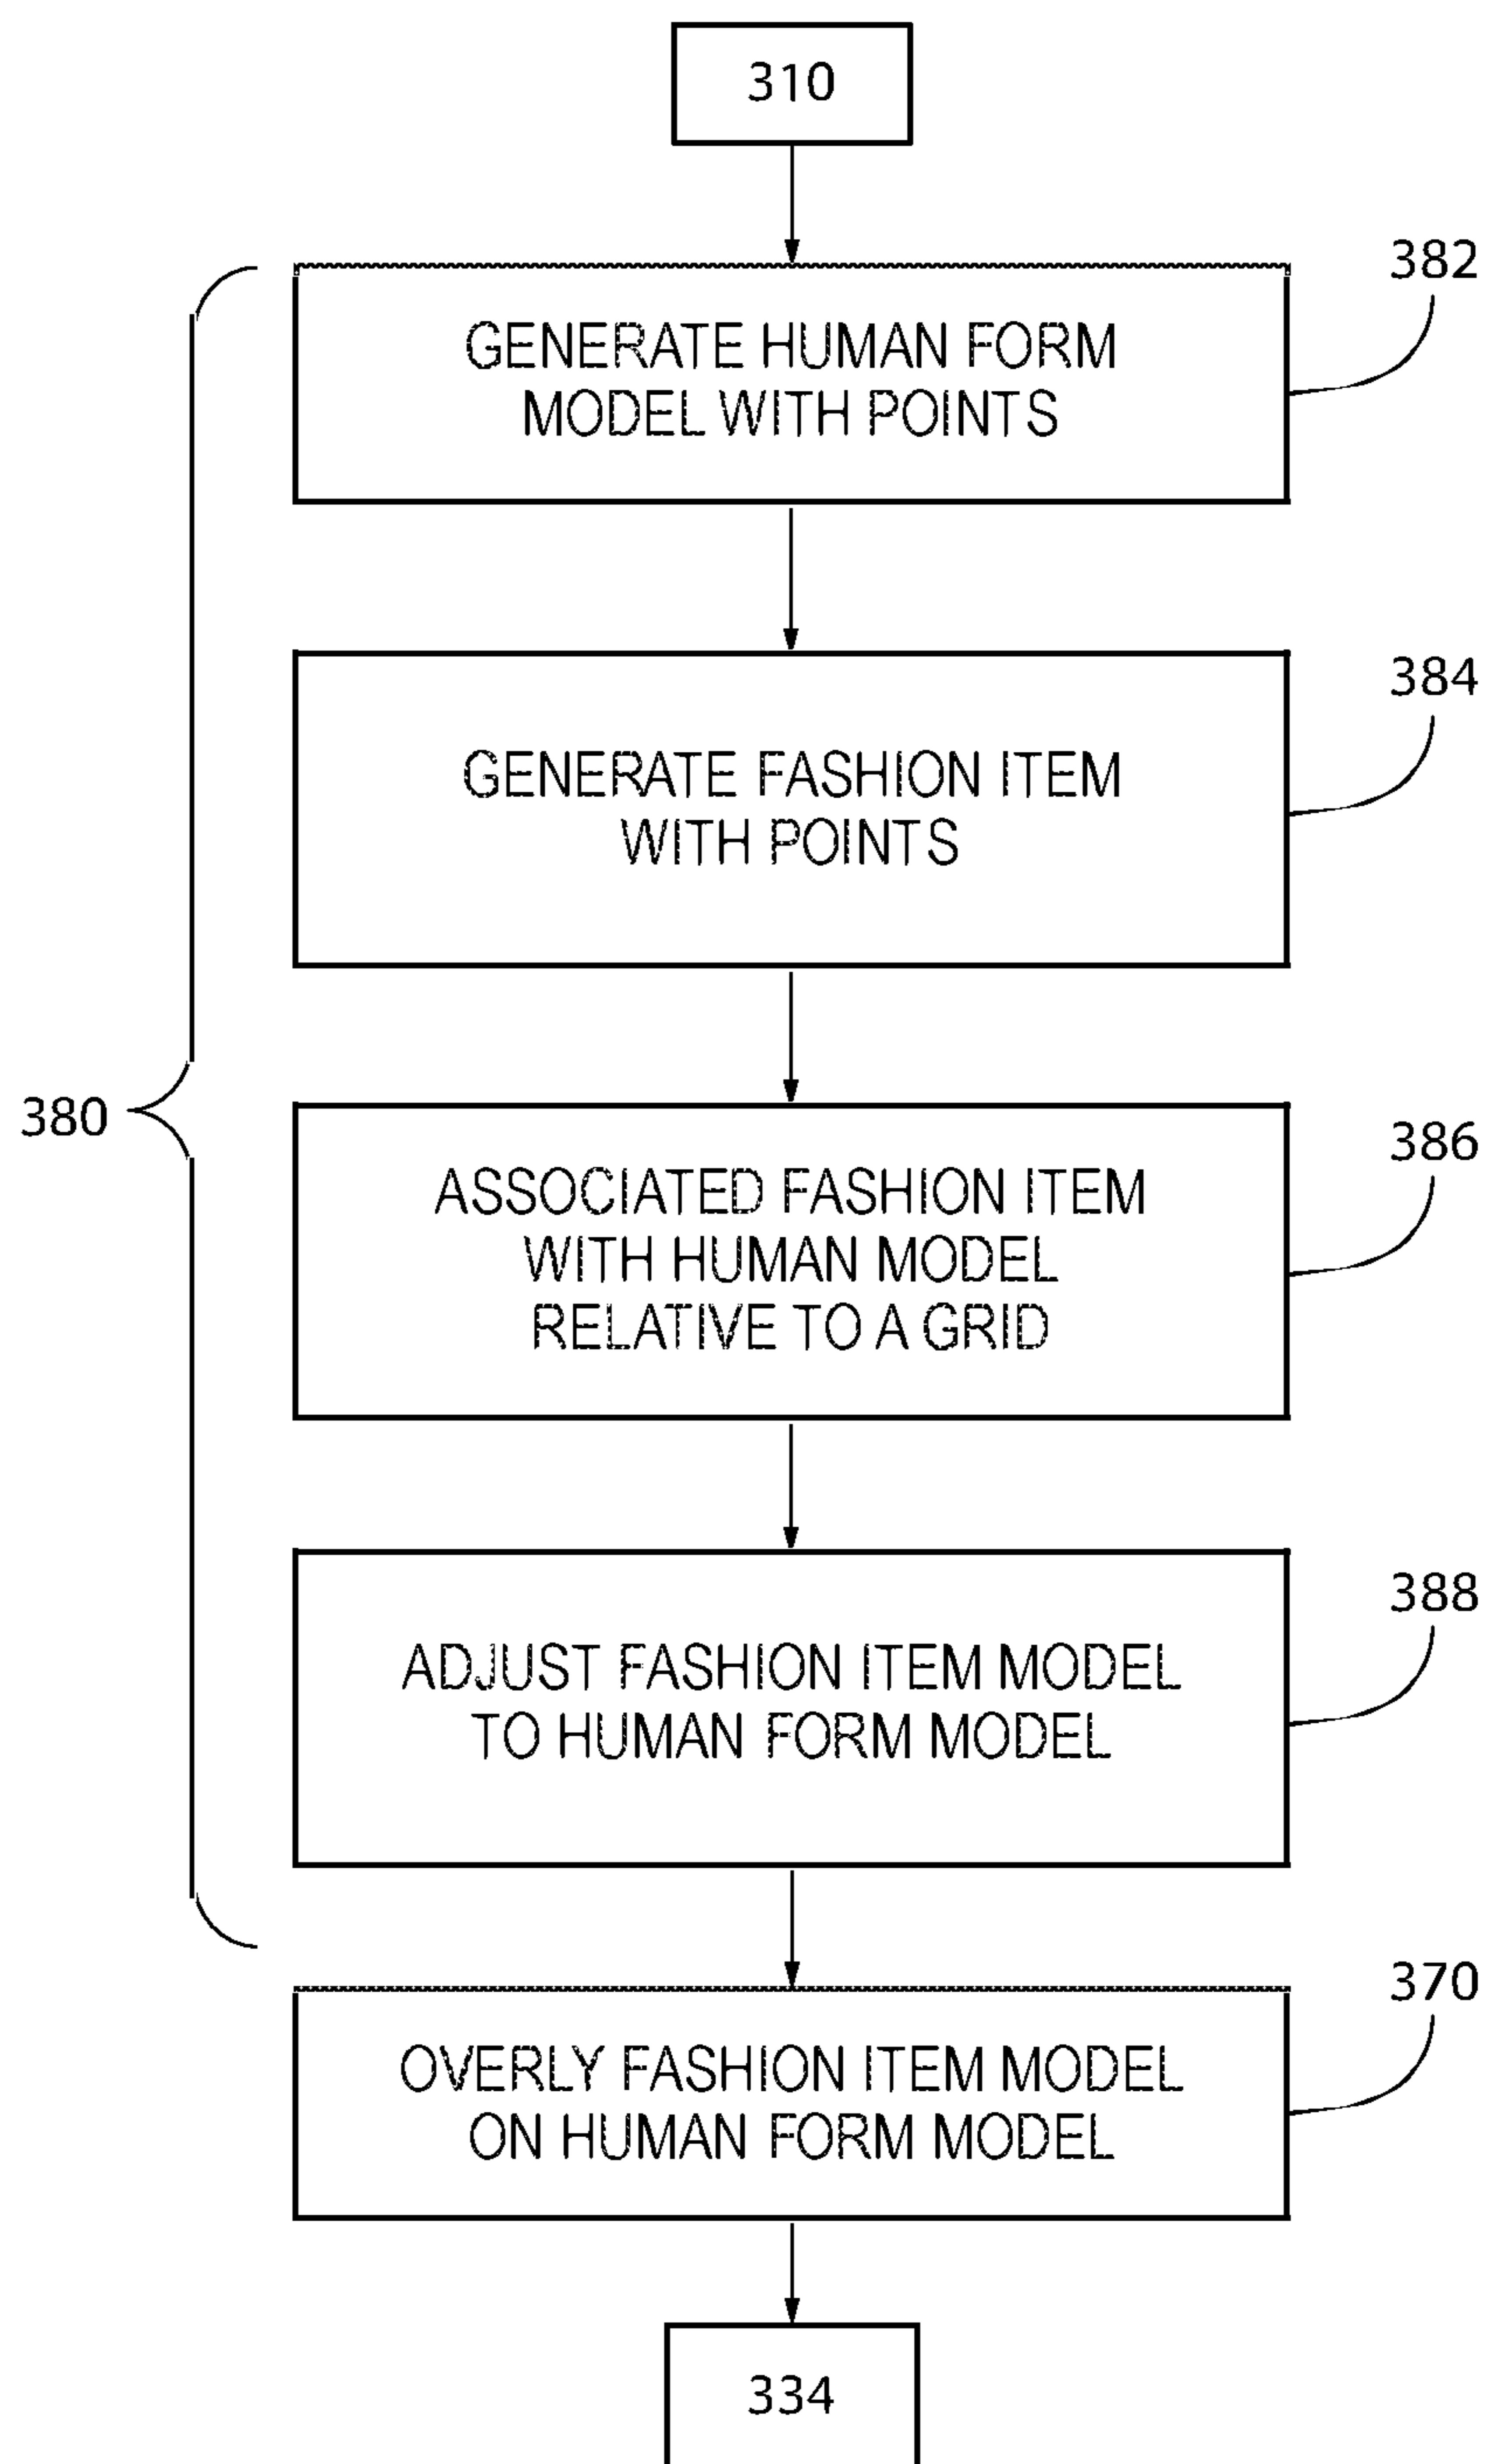 310
382
GENERATE HUMAN FORM
MODEL WITH POINTS
384
GENERATE FASHION ITEM
WITH POINTS
380
386
ASSOCIATED FASHION ITEM
WITH HUMAN MODEL
RELATIVE TO A GRID
388
ADJUST FASHION ITEM MODEL
TO HUMAN FORM MODEL
370
OVERLY FASHION ITEM MODEL
ON HUMAN FORM MODEL
334